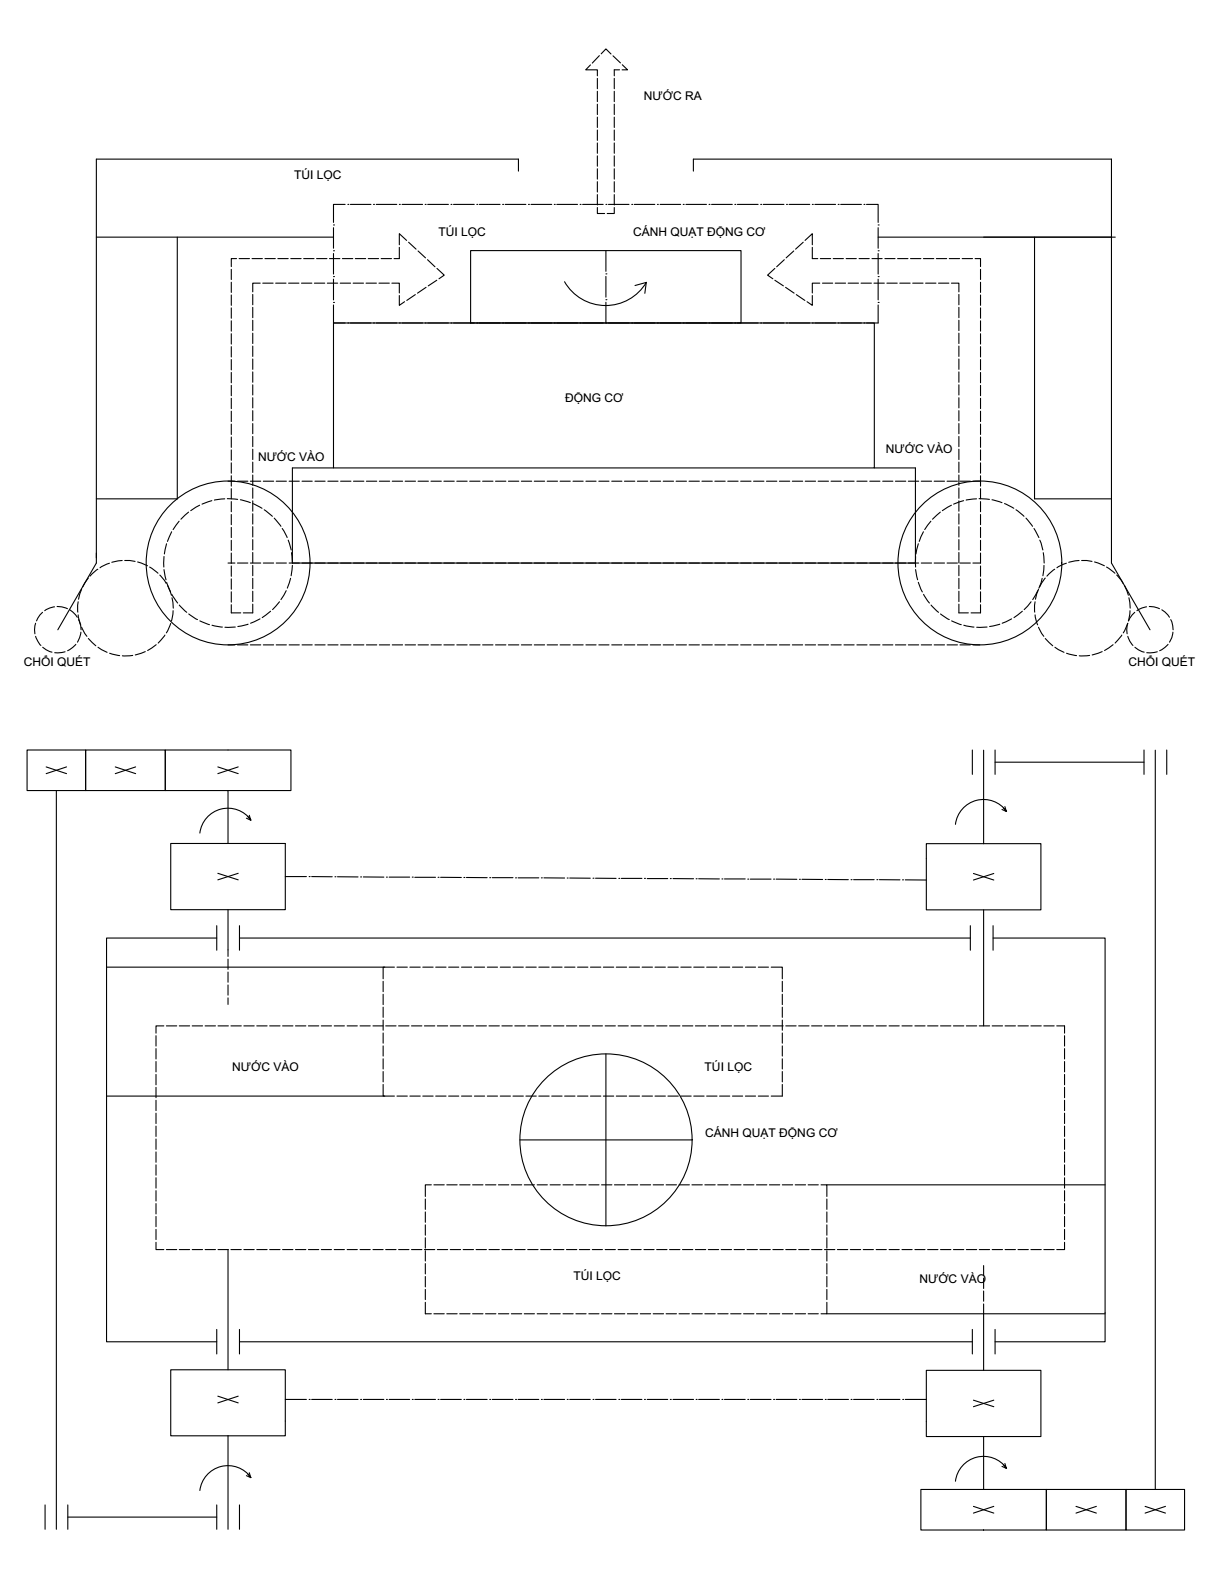 NƯỚC RA
TÚI LỌC
TÚI LỌC
CÁNH QUẠT ĐỘNG CƠ
ĐỘNG CƠ
NƯỚC VÀO
NƯỚC VÀO
CHỔI QUÉT
CHỔI QUÉT
NƯỚC VÀO
TÚI LỌC
CÁNH QUẠT ĐỘNG CƠ
TÚI LỌC
NƯỚC VÀO